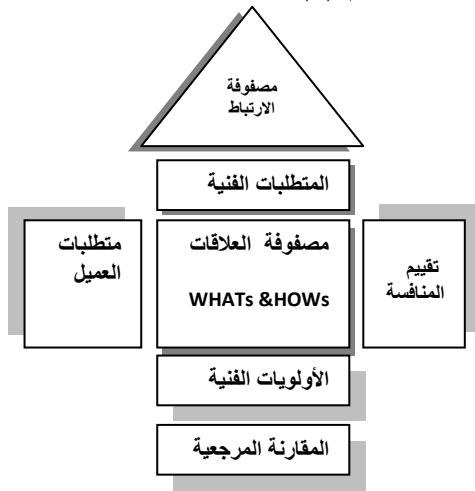 مصفوفة
الارتباط
المتطلبات الفنية
متطلبات
العميل
مصفوفة العلاقات
WHATs &HOWs
تقييم
المنافسة
الأولويات الفنية
المقارنة المرجعية